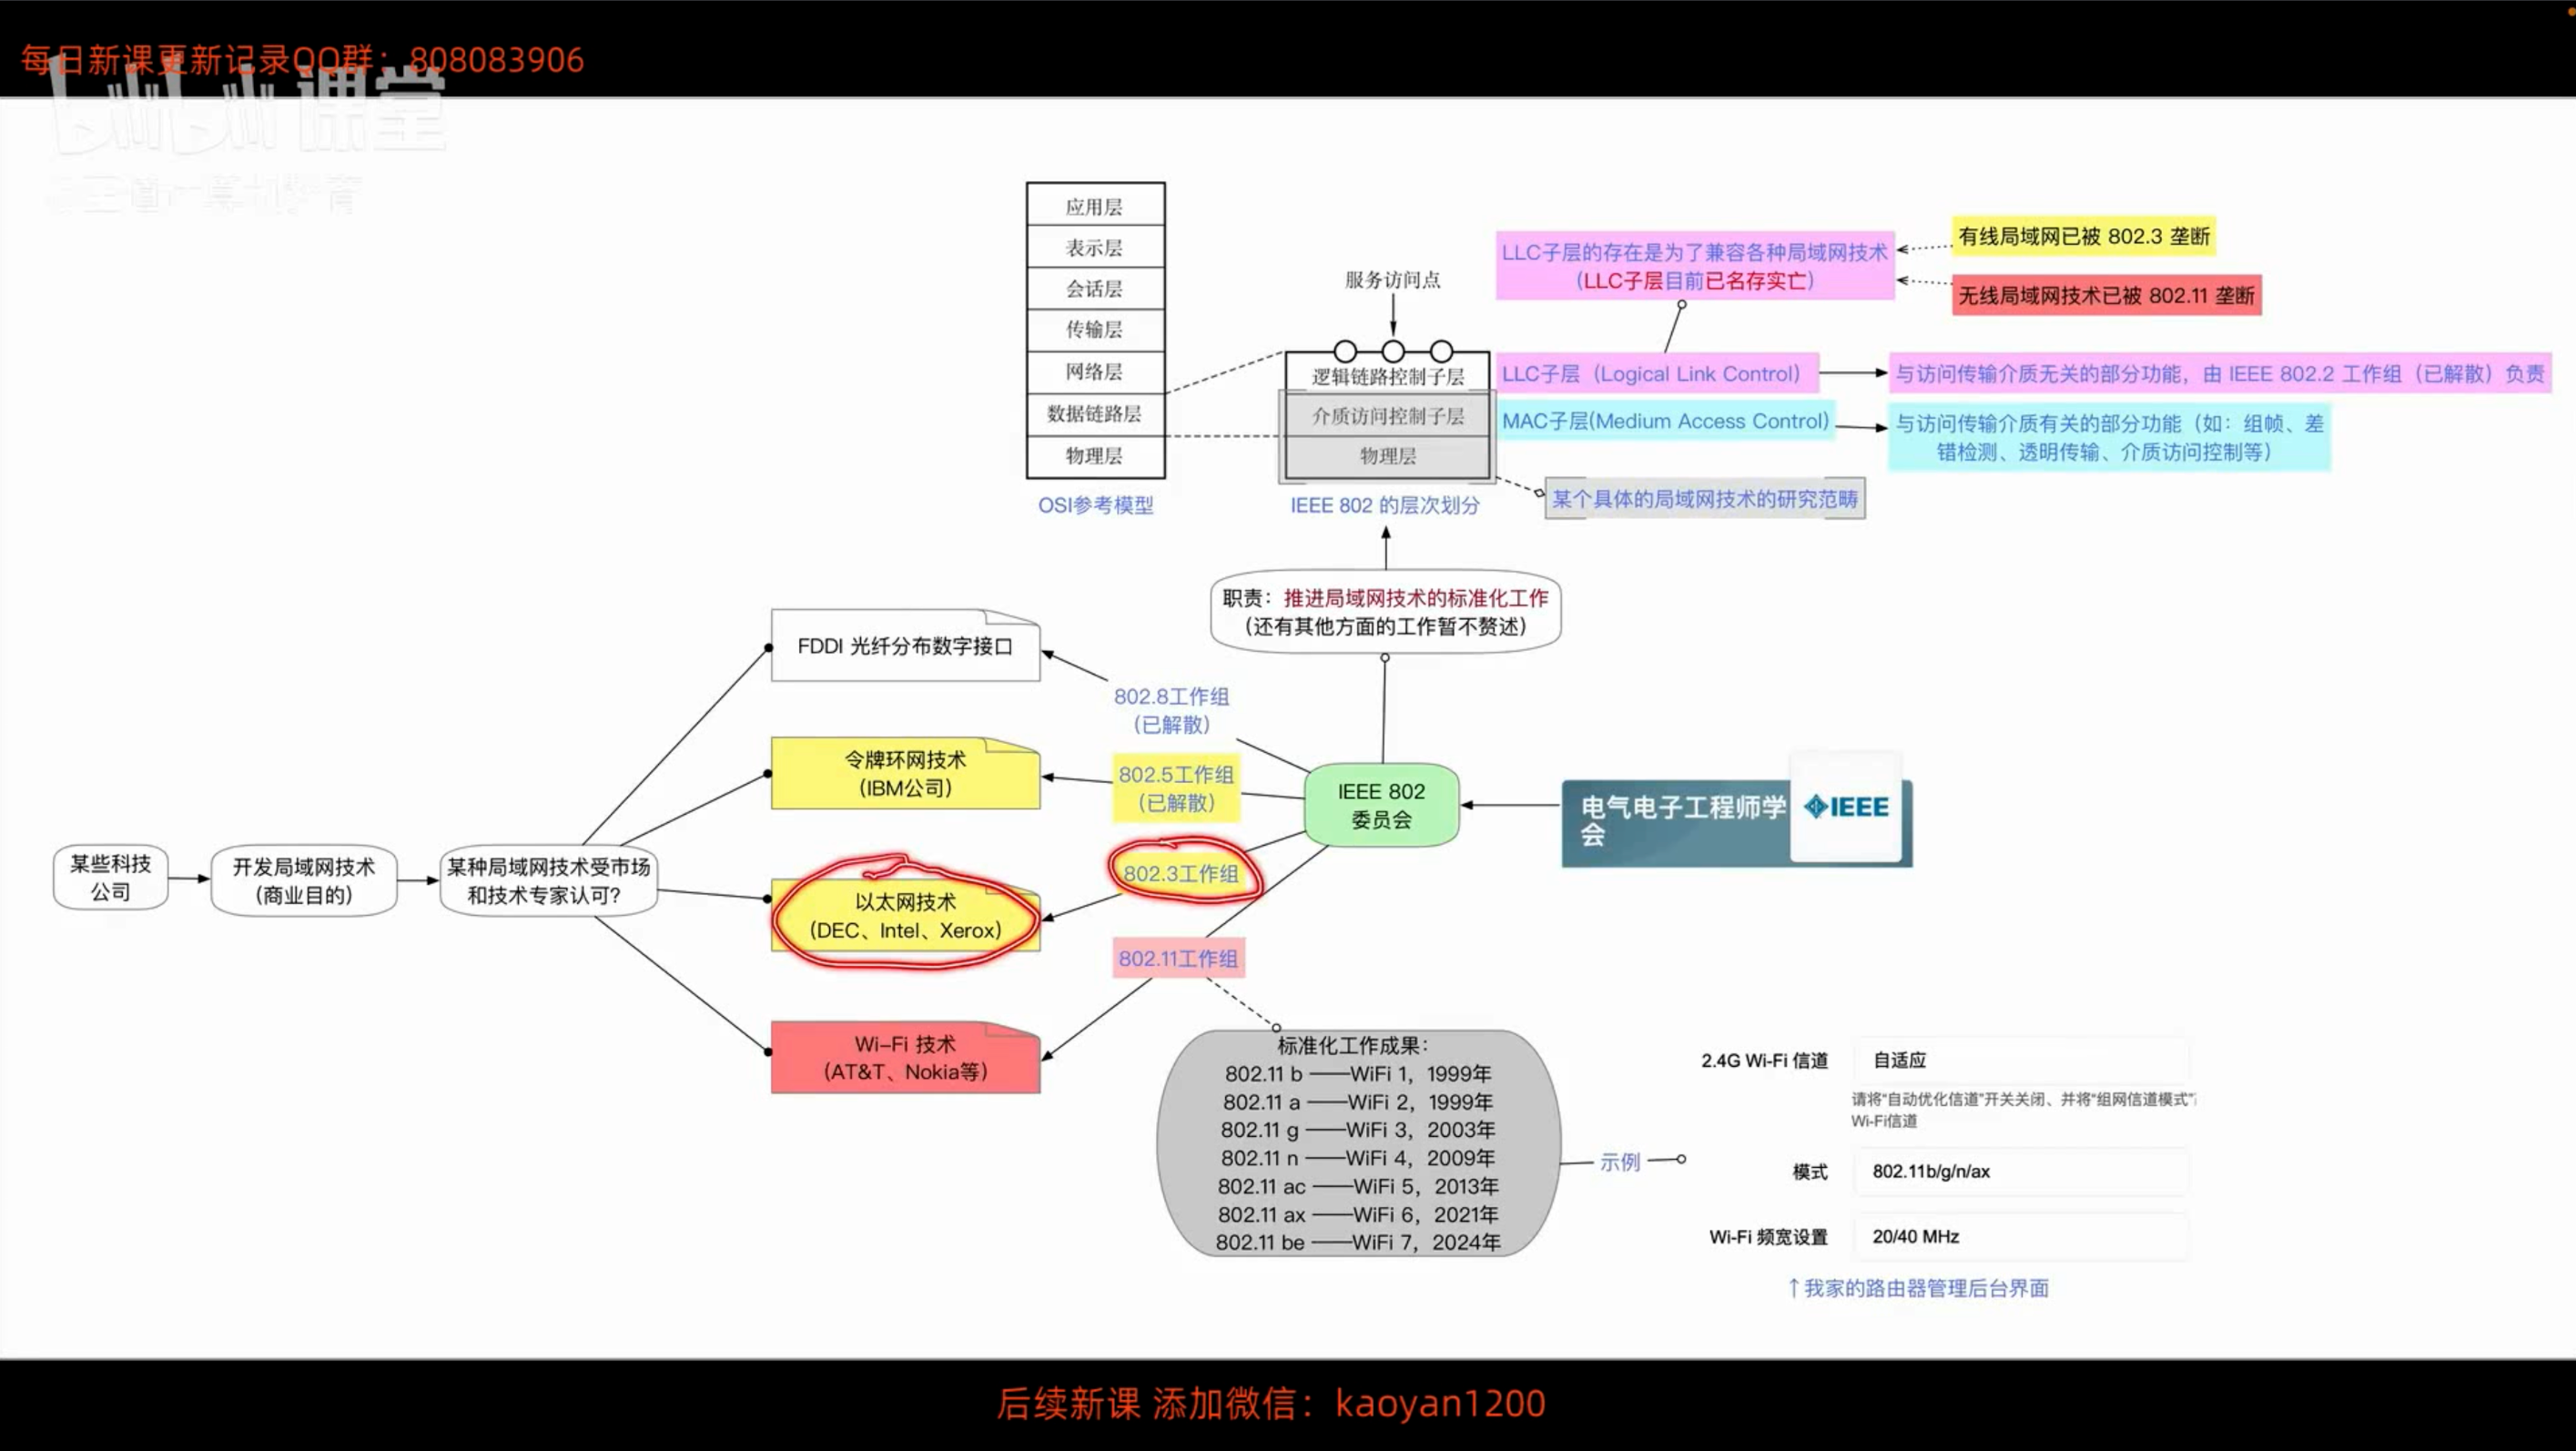 每日新课更新记录QQ群：808083906
bilibili课堂
应用层
表示层
会话层
传输层
网络层
数据链路层
物理层
OSI参考模型
服务访问点
逻辑链路控制子层
介质访问控制子层
物理层
IEEE 802 的层次划分
LLC子层的存在是为了兼容各种局域网技术
（LLC子层目前已名存实亡）
有线局域网已被 802.3 垄断
无线局域网技术已被 802.11 垄断
LLC子层（Logical Link Control）
与访问传输介质无关的部分功能，由 IEEE 802.2 工作组（已解散）负责
MAC子层(Medium Access Control)
与访问传输介质有关的部分功能（如：组帧、差
错检测、透明传输、介质访问控制等）
某个具体的局域网技术的研究范畴
职责：推进局域网技术的标准化工作
（还有其他方面的工作暂不赘述）
FDDI 光纤分布数字接口
802.8工作组
（已解散）
令牌环网技术
（IBM公司）
802.5工作组
（已解散）
IEEE 802
委员会
电气电子工程师学
会
IEEE
某些科技
公司
开发局域网技术
（商业目的）
某种局域网技术受市场
和技术专家认可？
以太网技术
（DEC、Intel、Xerox）
802.3工作组
802.11工作组
Wi-Fi 技术
（AT&T、Nokia等）
标准化工作成果：
802.11 b ——WiFi 1，1999年
802.11 a ——WiFi 2，1999年
802.11 g ——WiFi 3，2003年
802.11 n ——WiFi 4，2009年
802.11 ac ——WiFi 5，2013年
802.11 ax ——WiFi 6，2021年
802.11 be ——WiFi 7，2024年
示例
2.4G Wi-Fi 信道
自适应
请将“自动优化信道”开关关闭、并将“组网信道模式”
Wi-Fi信道
模式
802.11b/g/n/ax
Wi-Fi 频宽设置
20/40 MHz
↑我家的路由器管理后台界面
后续新课 添加微信：kaoyan1200